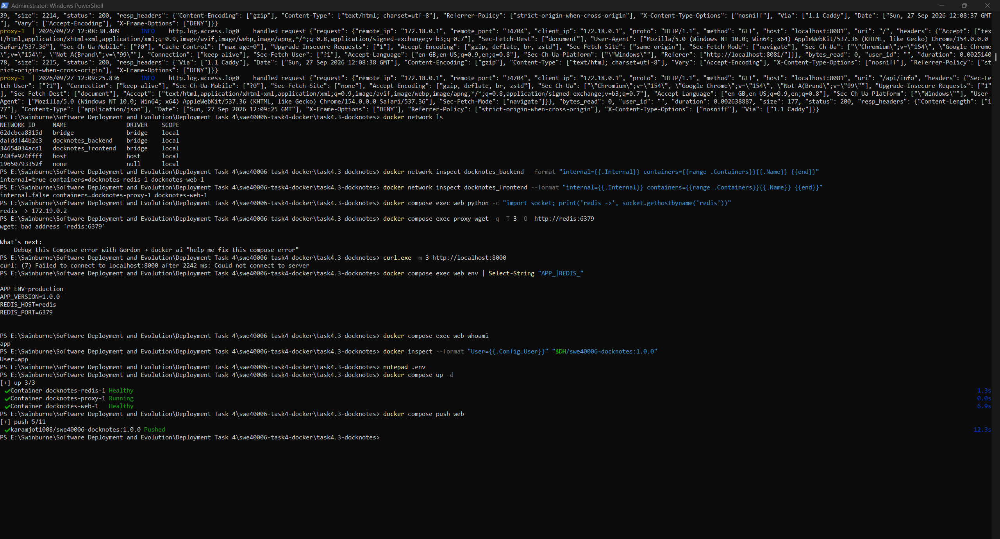 Administrator: Windows PowerShell
39, "size": 2214, "status": 200, "resp_headers": {"Content-Encoding": ["gzip"], "Content-Type": ["text/html; charset=utf-8"], "Referrer-Policy": ["strict-origin-when-cross-origin"], "X-Content-Type-Options": ["nosniff"], "Via": ["1.1 Caddy"], "Date": ["Sun, 27 Sep 2026 12:08:37 GMT
"], "Vary": ["Accept-Encoding"], "X-Frame-Options": ["DENY"]}}
proxy-1  | 2026/09/27 12:08:38.409      INFO    http.log.access.log0    handled request {"request": {"remote_ip": "172.18.0.1", "remote_port": "34704", "client_ip": "172.18.0.1", "proto": "HTTP/1.1", "method": "GET", "host": "localhost:8081", "uri": "/", "headers": {"Accept": ["tex
t/html,application/xhtml+xml,application/xml;q=0.9,image/avif,image/webp,image/apng,*/*;q=0.8,application/signed-exchange;v=b3;q=0.7"], "Sec-Fetch-Dest": ["document"], "User-Agent": ["Mozilla/5.0 (Windows NT 10.0; Win64; x64) AppleWebKit/537.36 (KHTML, like Gecko) Chrome/154.0.0.0
Safari/537.36"], "Sec-Ch-Ua-Mobile": ["?0"], "Cache-Control": ["max-age=0"], "Upgrade-Insecure-Requests": ["1"], "Accept-Encoding": ["gzip, deflate, br, zstd"], "Sec-Fetch-Site": ["same-origin"], "Sec-Fetch-Mode": ["navigate"], "Sec-Ch-Ua": ["\"Chromium\";v=\"154\", \"Google Chrome
\";v=\"154\", \"Not A(Brand\";v=\"99\""], "Connection": ["keep-alive"], "Sec-Fetch-User": ["?1"], "Accept-Language": ["en-GB,en-US;q=0.9,en;q=0.8"], "Sec-Ch-Ua-Platform": ["\"Windows\""], "Referer": ["http://localhost:8081/"]}}, "bytes_read": 0, "user_id": "", "duration": 0.0025140
78, "size": 2215, "status": 200, "resp_headers": {"Via": ["1.1 Caddy"], "Date": ["Sun, 27 Sep 2026 12:08:38 GMT"], "Content-Encoding": ["gzip"], "Content-Type": ["text/html; charset=utf-8"], "Vary": ["Accept-Encoding"], "X-Content-Type-Options": ["nosniff"], "Referrer-Policy": ["st
rict-origin-when-cross-origin"], "X-Frame-Options": ["DENY"]}}
proxy-1  | 2026/09/27 12:09:25.836      INFO    http.log.access.log0    handled request {"request": {"remote_ip": "172.18.0.1", "remote_port": "34704", "client_ip": "172.18.0.1", "proto": "HTTP/1.1", "method": "GET", "host": "localhost:8081", "uri": "/api/info", "headers": {"Sec-Fe
tch-User": ["?1"], "Connection": ["keep-alive"], "Sec-Ch-Ua-Mobile": ["?0"], "Sec-Fetch-Site": ["none"], "Accept-Encoding": ["gzip, deflate, br, zstd"], "Sec-Ch-Ua": ["\"Chromium\";v=\"154\", \"Google Chrome\";v=\"154\", \"Not A(Brand\";v=\"99\""], "Upgrade-Insecure-Requests": ["1"
], "Sec-Fetch-Dest": ["document"], "Accept": ["text/html,application/xhtml+xml,application/xml;q=0.9,image/avif,image/webp,image/apng,*/*;q=0.8,application/signed-exchange;v=b3;q=0.7"], "Accept-Language": ["en-GB,en-US;q=0.9,en;q=0.8"], "Sec-Ch-Ua-Platform": ["\"Windows\""], "User-
Agent": ["Mozilla/5.0 (Windows NT 10.0; Win64; x64) AppleWebKit/537.36 (KHTML, like Gecko) Chrome/154.0.0.0 Safari/537.36"], "Sec-Fetch-Mode": ["navigate"]}}, "bytes_read": 0, "user_id": "", "duration": 0.002638887, "size": 177, "status": 200, "resp_headers": {"Content-Length": ["1
77"], "Content-Type": ["application/json"], "Date": ["Sun, 27 Sep 2026 12:09:25 GMT"], "X-Frame-Options": ["DENY"], "Referrer-Policy": ["strict-origin-when-cross-origin"], "X-Content-Type-Options": ["nosniff"], "Via": ["1.1 Caddy"]}}
PS E:\Swinburne\Software Deployment and Evolution\Deployment Task 4\swe40006-task4-docker\task4.3-docknotes> docker network ls
NETWORK ID     NAME                 DRIVER    SCOPE
62dcbca8315d   bridge               bridge    local
dafddf44b2c3   docknotes_backend    bridge    local
34654034acd1   docknotes_frontend   bridge    local
248fe924ffff   host                 host      local
19650793352f   none                 null      local
PS E:\Swinburne\Software Deployment and Evolution\Deployment Task 4\swe40006-task4-docker\task4.3-docknotes> docker network inspect docknotes_backend --format "internal={{.Internal}} containers={{range .Containers}}{{.Name}} {{end}}"
internal=true containers=docknotes-redis-1 docknotes-web-1
PS E:\Swinburne\Software Deployment and Evolution\Deployment Task 4\swe40006-task4-docker\task4.3-docknotes> docker network inspect docknotes_frontend --format "internal={{.Internal}} containers={{range .Containers}}{{.Name}} {{end}}"
internal=false containers=docknotes-proxy-1 docknotes-web-1
PS E:\Swinburne\Software Deployment and Evolution\Deployment Task 4\swe40006-task4-docker\task4.3-docknotes> docker compose exec web python -c "import socket; print('redis ->', socket.gethostbyname('redis'))"
redis -> 172.19.0.2
PS E:\Swinburne\Software Deployment and Evolution\Deployment Task 4\swe40006-task4-docker\task4.3-docknotes> docker compose exec proxy wget -q -T 3 -O- http://redis:6379
wget: bad address 'redis:6379'
What's next:
    Debug this Compose error with Gordon → docker ai "help me fix this compose error"
PS E:\Swinburne\Software Deployment and Evolution\Deployment Task 4\swe40006-task4-docker\task4.3-docknotes> curl.exe -m 3 http://localhost:8000
curl: (7) Failed to connect to localhost:8000 after 2242 ms: Could not connect to server
PS E:\Swinburne\Software Deployment and Evolution\Deployment Task 4\swe40006-task4-docker\task4.3-docknotes> docker compose exec web env | Select-String "APP_|REDIS_"
APP_ENV=production
APP_VERSION=1.0.0
REDIS_HOST=redis
REDIS_PORT=6379
PS E:\Swinburne\Software Deployment and Evolution\Deployment Task 4\swe40006-task4-docker\task4.3-docknotes> docker compose exec web whoami
app
PS E:\Swinburne\Software Deployment and Evolution\Deployment Task 4\swe40006-task4-docker\task4.3-docknotes> docker inspect --format "User={{.Config.User}}" "$DH/swe40006-docknotes:1.0.0"
User=app
PS E:\Swinburne\Software Deployment and Evolution\Deployment Task 4\swe40006-task4-docker\task4.3-docknotes> notepad .env
PS E:\Swinburne\Software Deployment and Evolution\Deployment Task 4\swe40006-task4-docker\task4.3-docknotes> docker compose up -d
[+] up 3/3
✔Container docknotes-redis-1 Healthy 1.3s
✔Container docknotes-proxy-1 Running 0.0s
✔Container docknotes-web-1   Healthy 6.9s
PS E:\Swinburne\Software Deployment and Evolution\Deployment Task 4\swe40006-task4-docker\task4.3-docknotes> docker compose push web
[+] push 5/11
✔karamjot1008/swe40006-docknotes:1.0.0 Pushed 12.3s
PS E:\Swinburne\Software Deployment and Evolution\Deployment Task 4\swe40006-task4-docker\task4.3-docknotes>